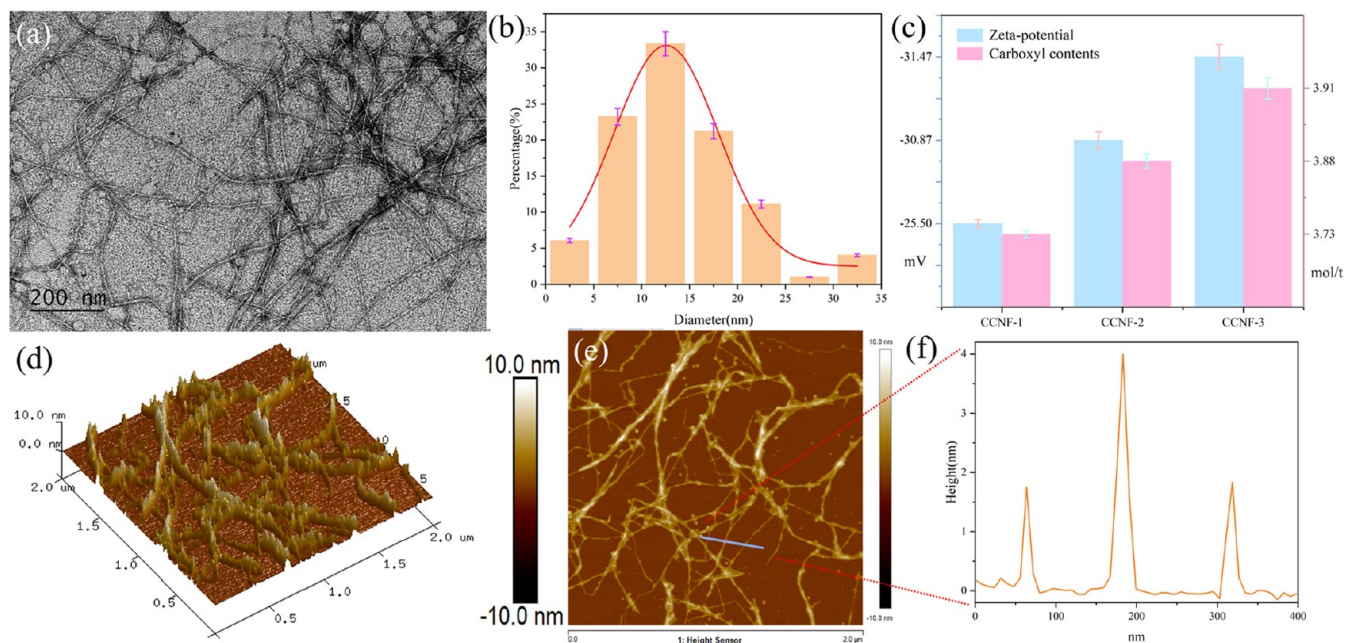 (a)
200 nm
(b)
35
30
25
20
15
10
5
0
Percentage(%)
0 5 10 15 20 25 30 35
Diameter(nm)
(c)
Zeta-potential
Carboxyl contents
-31.47
-30.87
-25.50
mV
3.91
3.88
3.73
mol/t
CCNF-1 CCNF-2 CCNF-3
(d)
10.0 nm
0.0 nm
2.0 um
1.5
1.0
0.5
0.5
1.0
1.5
2.0 um
um
5
0
5
10.0 nm
-10.0 nm
(e)
10.0 nm
-10.0 nm
0.0 1: Height Sensor 2.0 µm
(f)
4
3
2
1
0
Height(nm)
0 100 200 300 400
nm